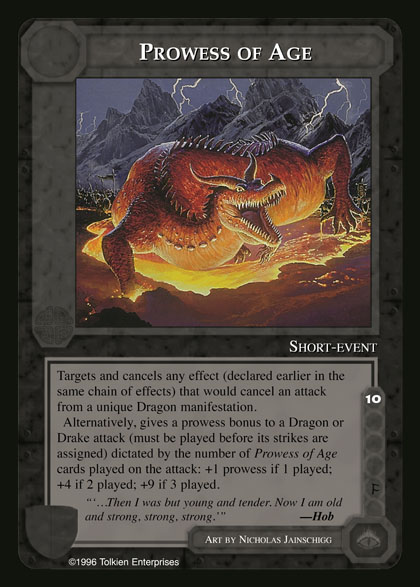 PROWESS OF AGE
SHORT-EVENT
Targets and cancels any effect (declared earlier in the
same chain of effects) that would cancel an attack
from a unique Dragon manifestation.
Alternatively, gives a prowess bonus to a Dragon or
Drake attack (must be played before its strikes are
assigned) dictated by the number of Prowess of Age
cards played on the attack: +1 prowess if 1 played;
+4 if 2 played; +9 if 3 played.
10
“‘…Then I was but young and tender. Now I am old
and strong, strong, strong.’” —Hob
ART BY NICHOLAS JAINSCHIGG
©1996 Tolkien Enterprises